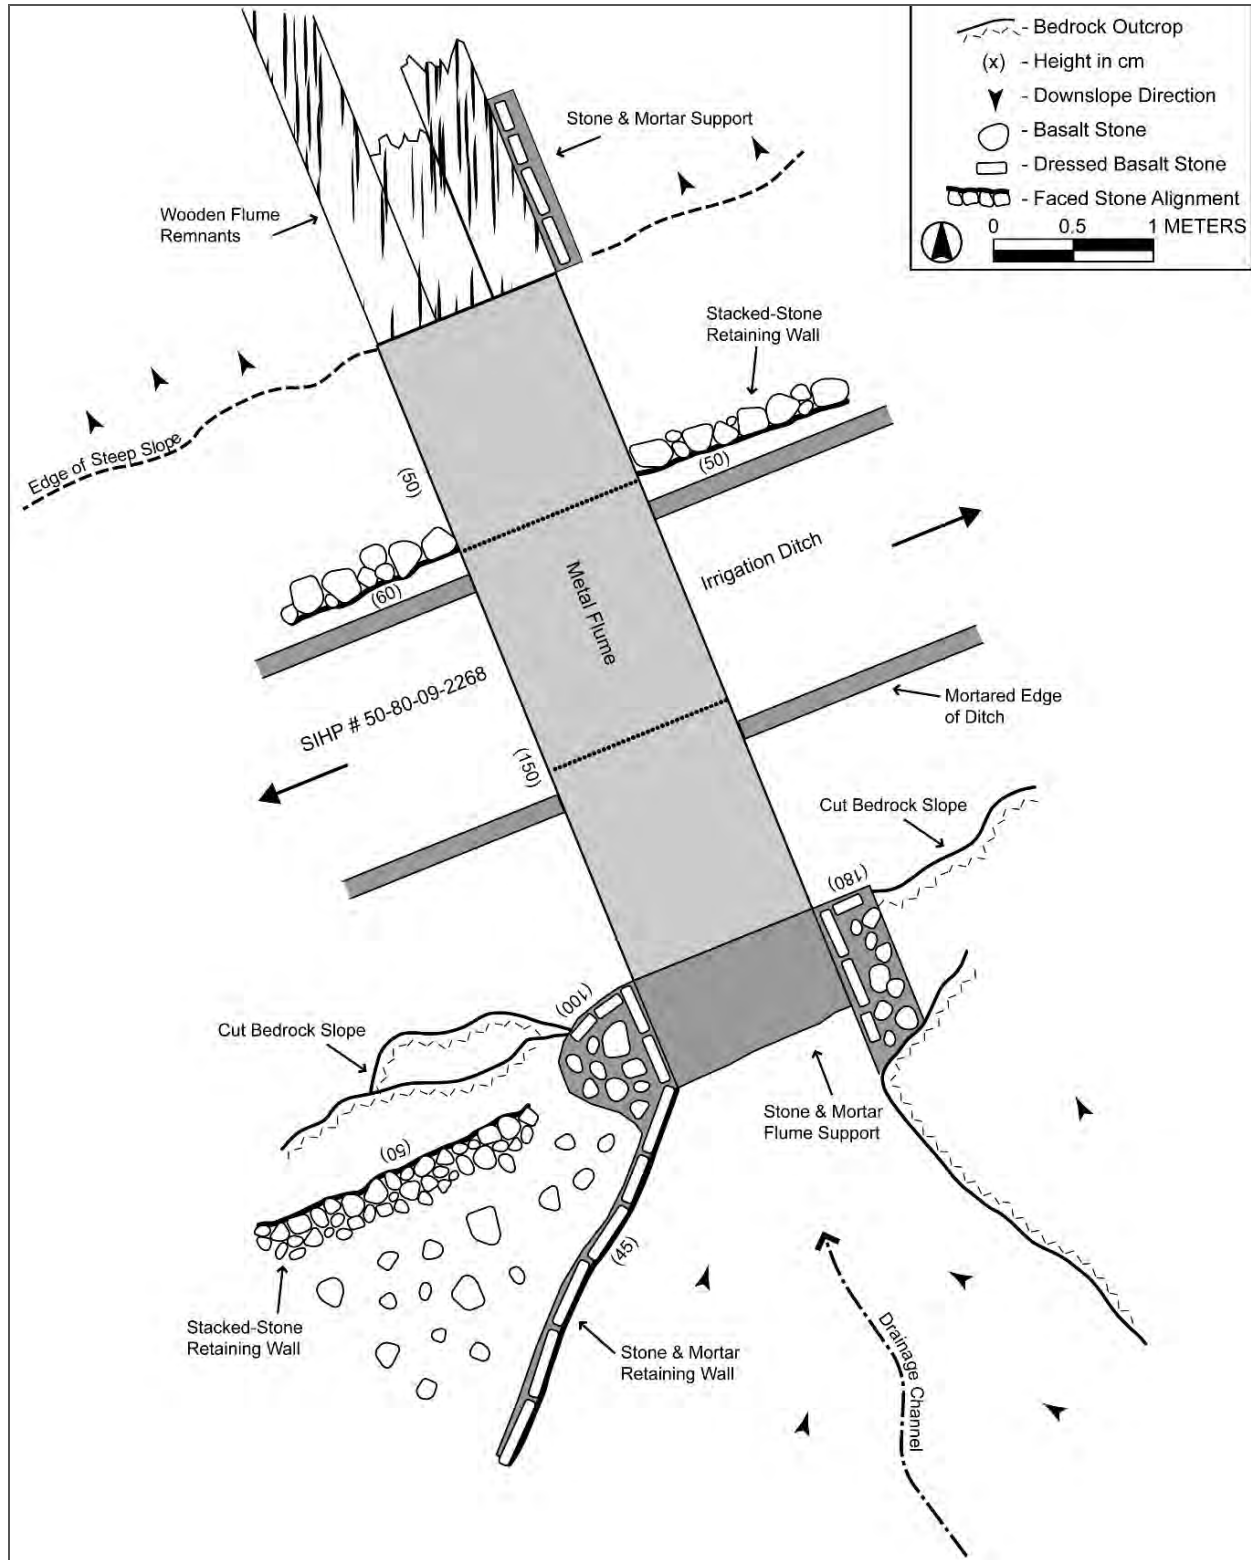 - Bedrock Outcrop
(x) - Height in cm
- Downslope Direction
- Basalt Stone
- Dressed Basalt Stone
- Faced Stone Alignment
0 0.5 1 METERS
Stone & Mortar Support
Wooden Flume
Remnants
Stacked-Stone
Retaining Wall
Edge of Steep Slope
(50)
(50)
(60)
Metal Flume
Irrigation Ditch
SIHP # 50-80-09-2268
Mortared Edge
of Ditch
(150)
Cut Bedrock Slope
(180)
(100)
Cut Bedrock Slope
Stone & Mortar
Flume Support
(50)
(45)
Stacked-Stone
Retaining Wall
Stone & Mortar
Retaining Wall
Drainage Channel